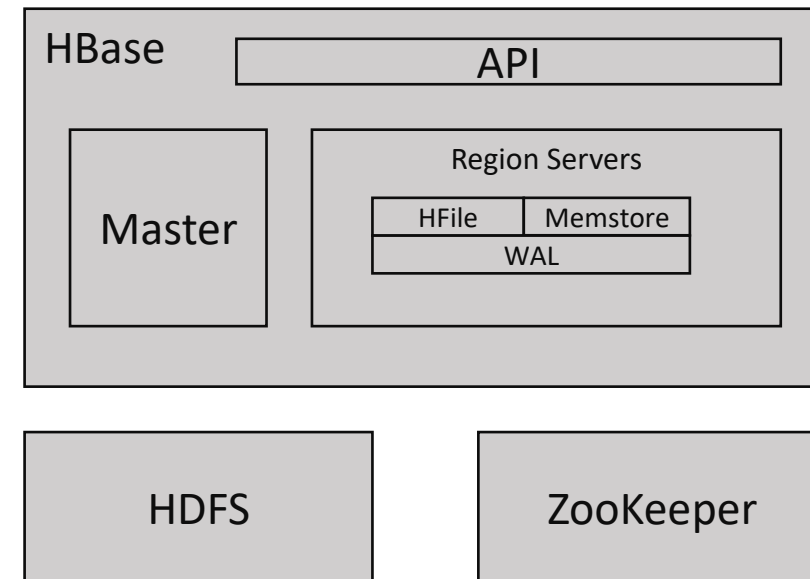 HBase
API
Master
Region Servers
HFile Memstore
WAL
HDFS
ZooKeeper